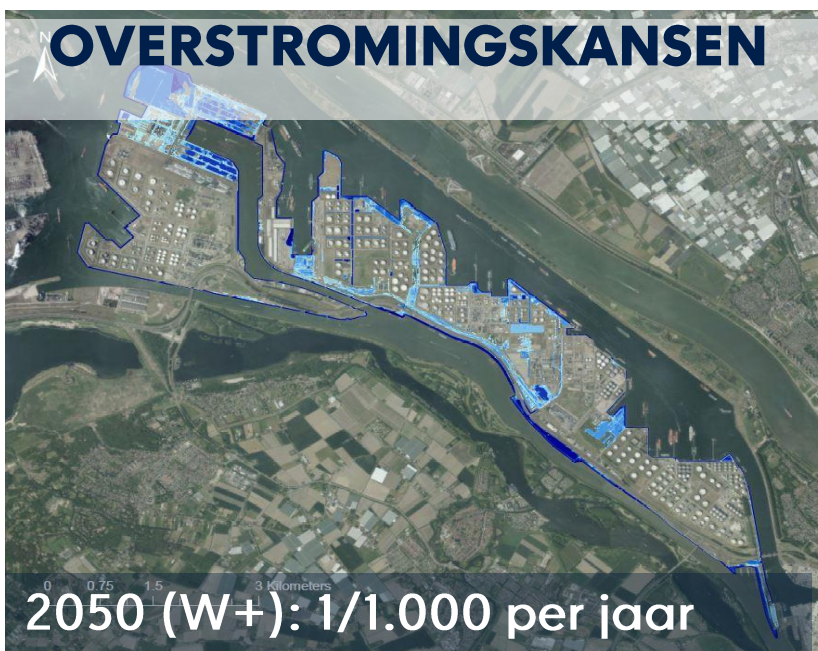 OVERSTROMINGSKANSEN
N
0 0.75 1.5 3 Kilometers
2050 (W+): 1/1.000 per jaar